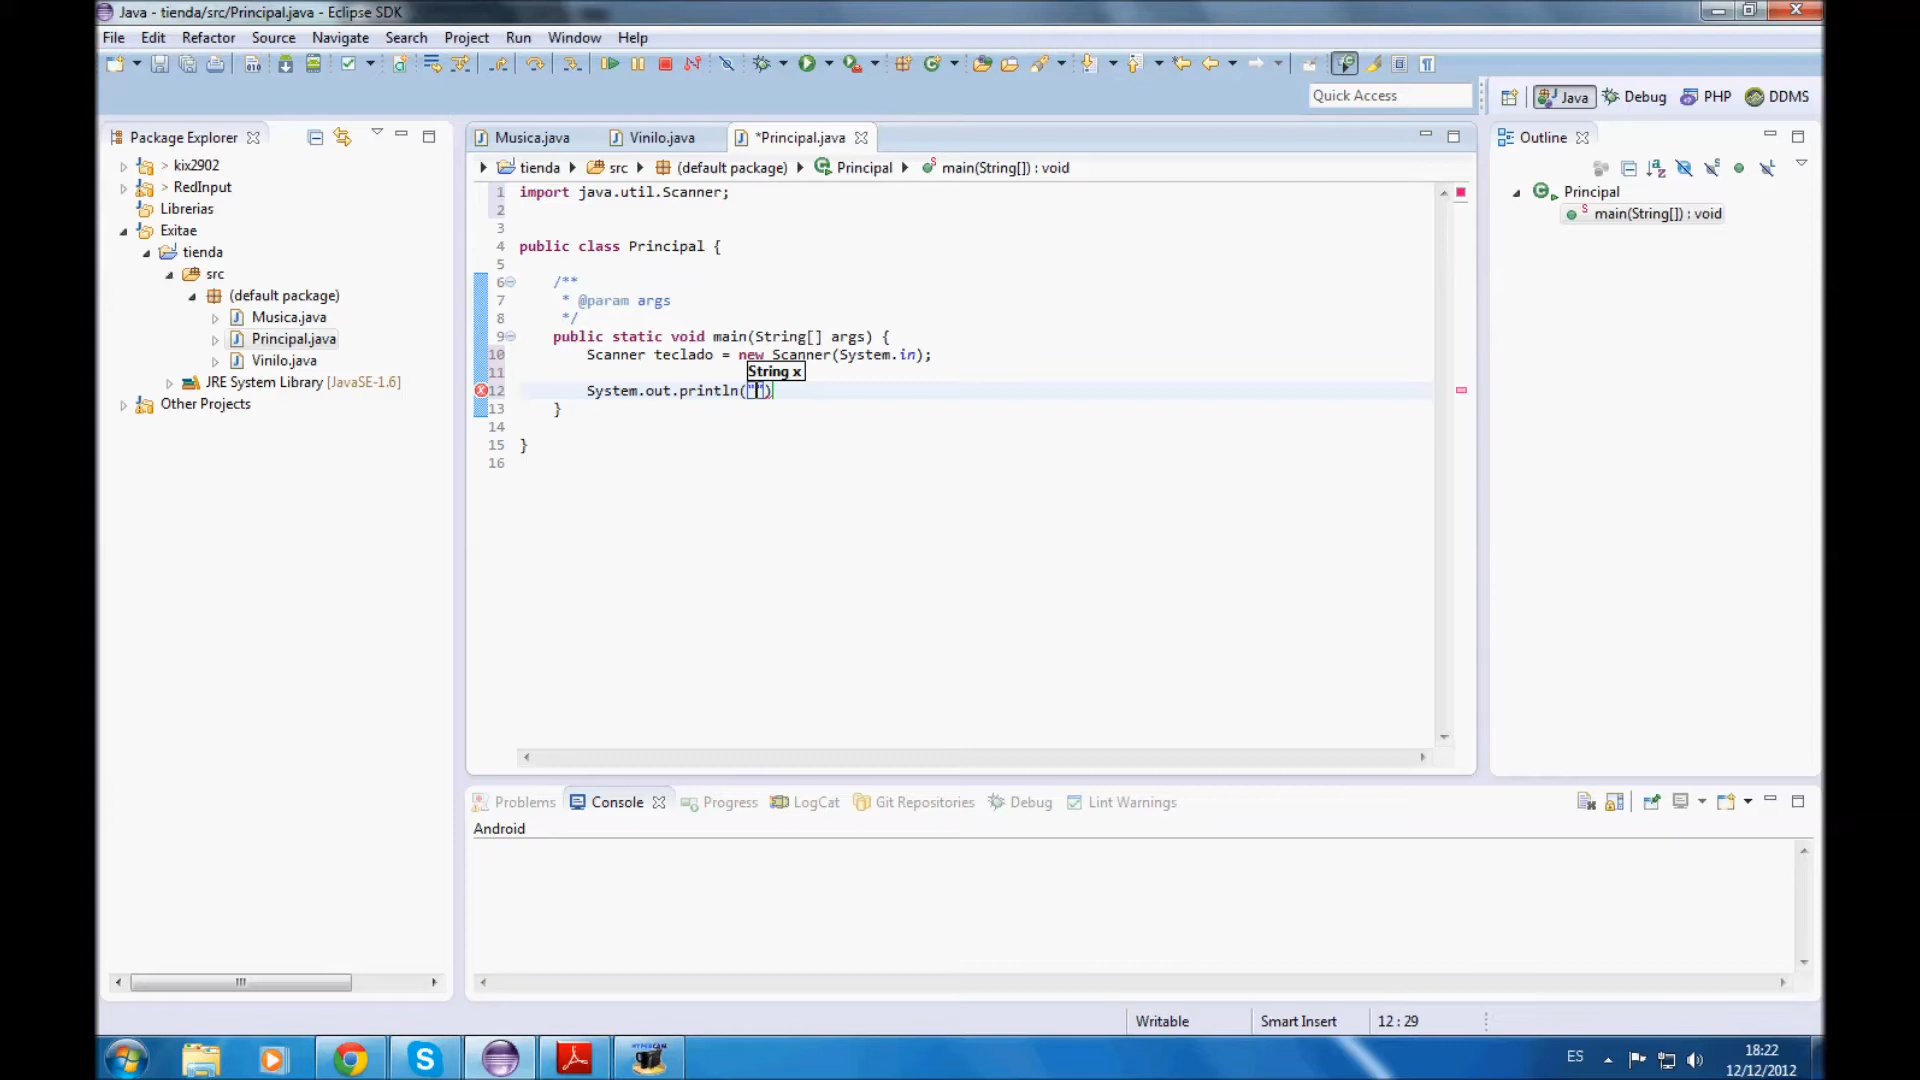 Java - tienda/src/Principal.java - Eclipse SDK
File Edit Refactor Source Navigate Search Project Run Window Help
Quick Access
Java Debug PHP DDMS
Package Explorer
> kix2902
> RedInput
Librerias
Exitae
tienda
src
(default package)
Musica.java
Principal.java
Vinilo.java
JRE System Library [JavaSE-1.6]
Other Projects
Musica.java Vinilo.java *Principal.java
tienda src (default package) Principal main(String[]) : void
1 import java.util.Scanner;
2
3
4 public class Principal {
5
6 /**
7 * @param args
8 */
9 public static void main(String[] args) {
10 Scanner teclado = new Scanner(System.in);
11
String x
12 System.out.println("")
13 }
14
15 }
16
Outline
Principal
main(String[]) : void
Problems Console Progress LogCat Git Repositories Debug Lint Warnings
Android
Writable Smart Insert 12 : 29
ES
18:22
12/12/2012